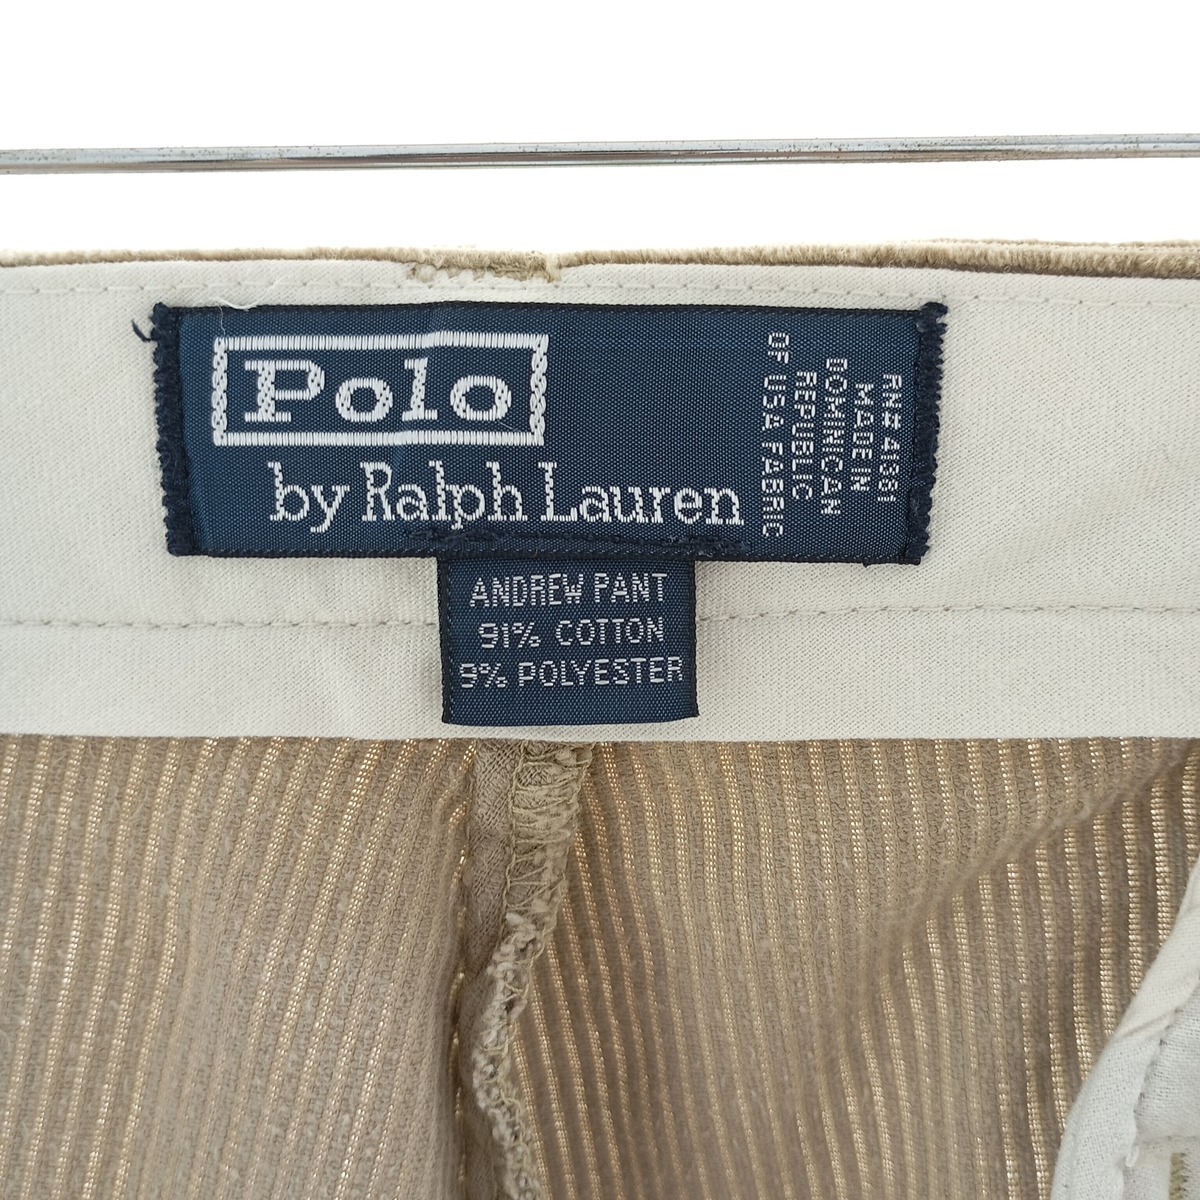 Polo
by Ralph Lauren
RN# 41381
MADE IN
DOMINICAN
REPUBLIC
OF USA FABRIC
ANDREW PANT
91% COTTON
9% POLYESTER